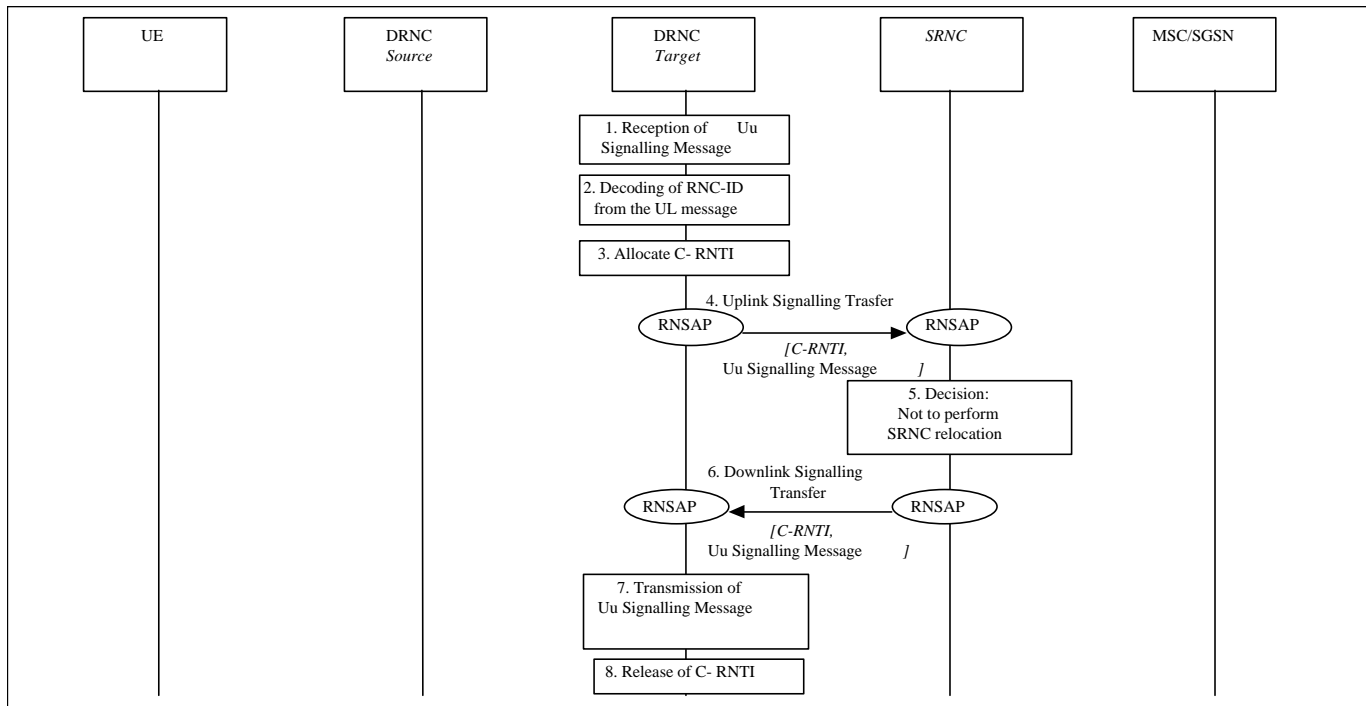 UE
DRNC
Source
DRNC
Target
SRNC
MSC/SGSN
1. Reception of Uu
Signalling Message
2. Decoding of RNC-ID
from the UL message
3. Allocate C- RNTI
4. Uplink Signalling Trasfer
RNSAP
RNSAP
[C-RNTI,
Uu Signalling Message ]
5. Decision:
Not to perform
SRNC relocation
6. Downlink Signalling
Transfer
RNSAP
RNSAP
[C-RNTI,
Uu Signalling Message ]
7. Transmission of
Uu Signalling Message
8. Release of C- RNTI